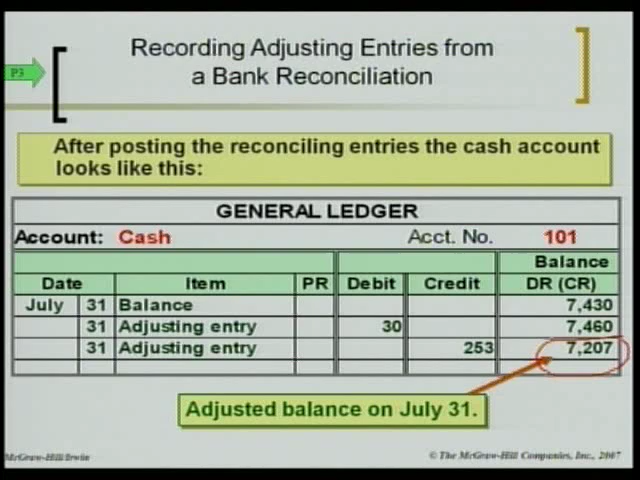 Recording Adjusting Entries from
a Bank Reconciliation
P3
After posting the reconciling entries the cash account
looks like this:
GENERAL LEDGER
Account: Cash Acct. No. 101
Balance
Date Item PR Debit Credit DR (CR)
July 31 Balance 7,430
31 Adjusting entry 30 7,460
31 Adjusting entry 253 7,207
Adjusted balance on July 31.
McGraw-Hill/Irwin © The McGraw-Hill Companies, Inc., 2007